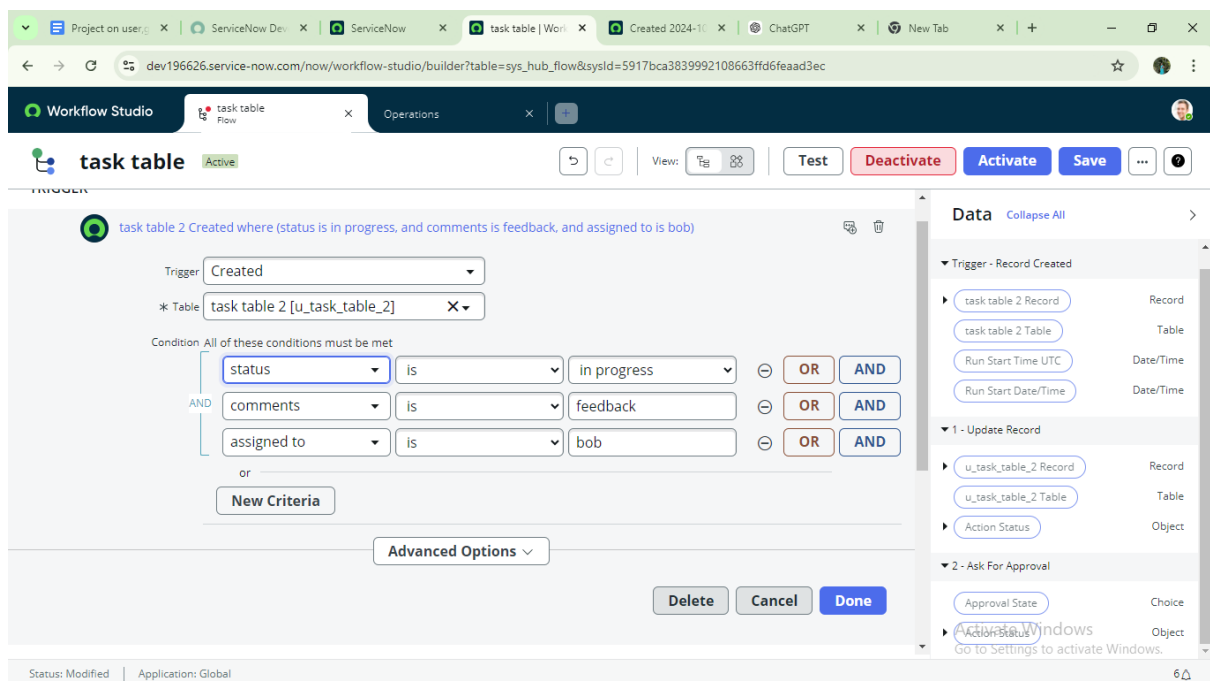 Project on user,g
ServiceNow Dev
ServiceNow
task table | Work
Created 2024-10
ChatGPT
New Tab
dev196626.service-now.com/now/workflow-studio/builder?table=sys_hub_flow&sysId=5917bca3839992108663ffd6feaad3ec
Workflow Studio
task table
Flow
Operations
task table Active
View:
Test
Deactivate
Activate
Save
TRIGGER
task table 2 Created where (status is in progress, and comments is feedback, and assigned to is bob)
Trigger Created
* Table task table 2 [u_task_table_2]
Condition All of these conditions must be met
status is in progress OR AND
AND
comments is feedback OR AND
assigned to is bob OR AND
or
New Criteria
Advanced Options
Delete Cancel Done
Data Collapse All
Trigger - Record Created
task table 2 Record Record
task table 2 Table Table
Run Start Time UTC Date/Time
Run Start Date/Time Date/Time
1 - Update Record
u_task_table_2 Record Record
u_task_table_2 Table Table
Action Status Object
2 - Ask For Approval
Approval State Choice
Action Status Object
Activate Windows
Go to Settings to activate Windows.
Status: Modified Application: Global
6